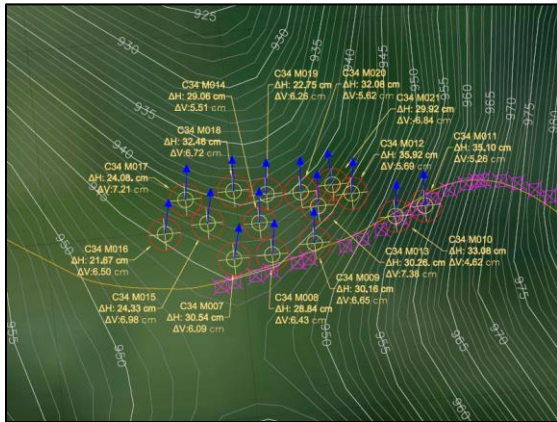 925
930
930
935
935
940
945
950
955
960
965
970
975
980
C34 M014
ΔH: 29.06 cm
ΔV:5.51 cm
C34 M019
ΔH: 22.75 cm
ΔV:6.26 cm
C34 M020
ΔH: 32.08 cm
ΔV:5.62 cm
C34 M021
ΔH: 29.92 cm
ΔV:-6.84 cm
C34 M018
ΔH: 32.46 cm
ΔV:6.72 cm
C34 M012
ΔH: 35.92 cm
ΔV:5.69 cm
C34 M011
ΔH: 35.10 cm
ΔV:5.26 cm
C34 M017
ΔH: 24.08. cm
ΔV:7.21 cm
940
945
950
C34 M016
ΔH: 21.67 cm
ΔV:6.50 cm
C34 M015
ΔH: 24.33 cm
ΔV:6.98 cm
C34 M007
ΔH: 30.54 cm
ΔV:6.09 cm
C34 M008
ΔH: 28.84 cm
ΔV:6.43 cm
C34 M009
ΔH: 30.16 cm
ΔV:6.65 cm
C34 M013
ΔH: 30.26. cm
ΔV:7.38 cm
C34 M010
ΔH: 33.08 cm
ΔV:4.62 cm
975
970
965
960
955
950
950